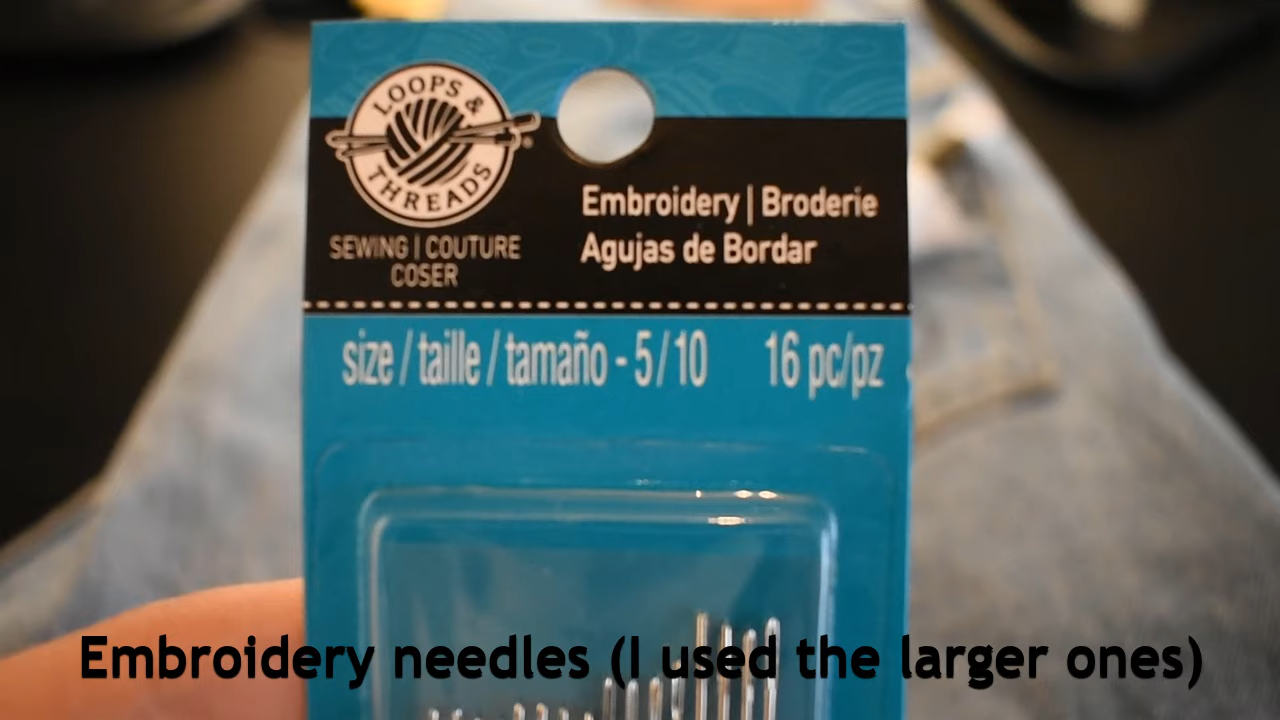 LOOPS &
THREADS
SEWING | COUTURE
COSER
Embroidery | Broderie
Agujas de Bordar
size / taille / tamaño - 5/10 16 pc/pz
Embroidery needles (I used the larger ones)